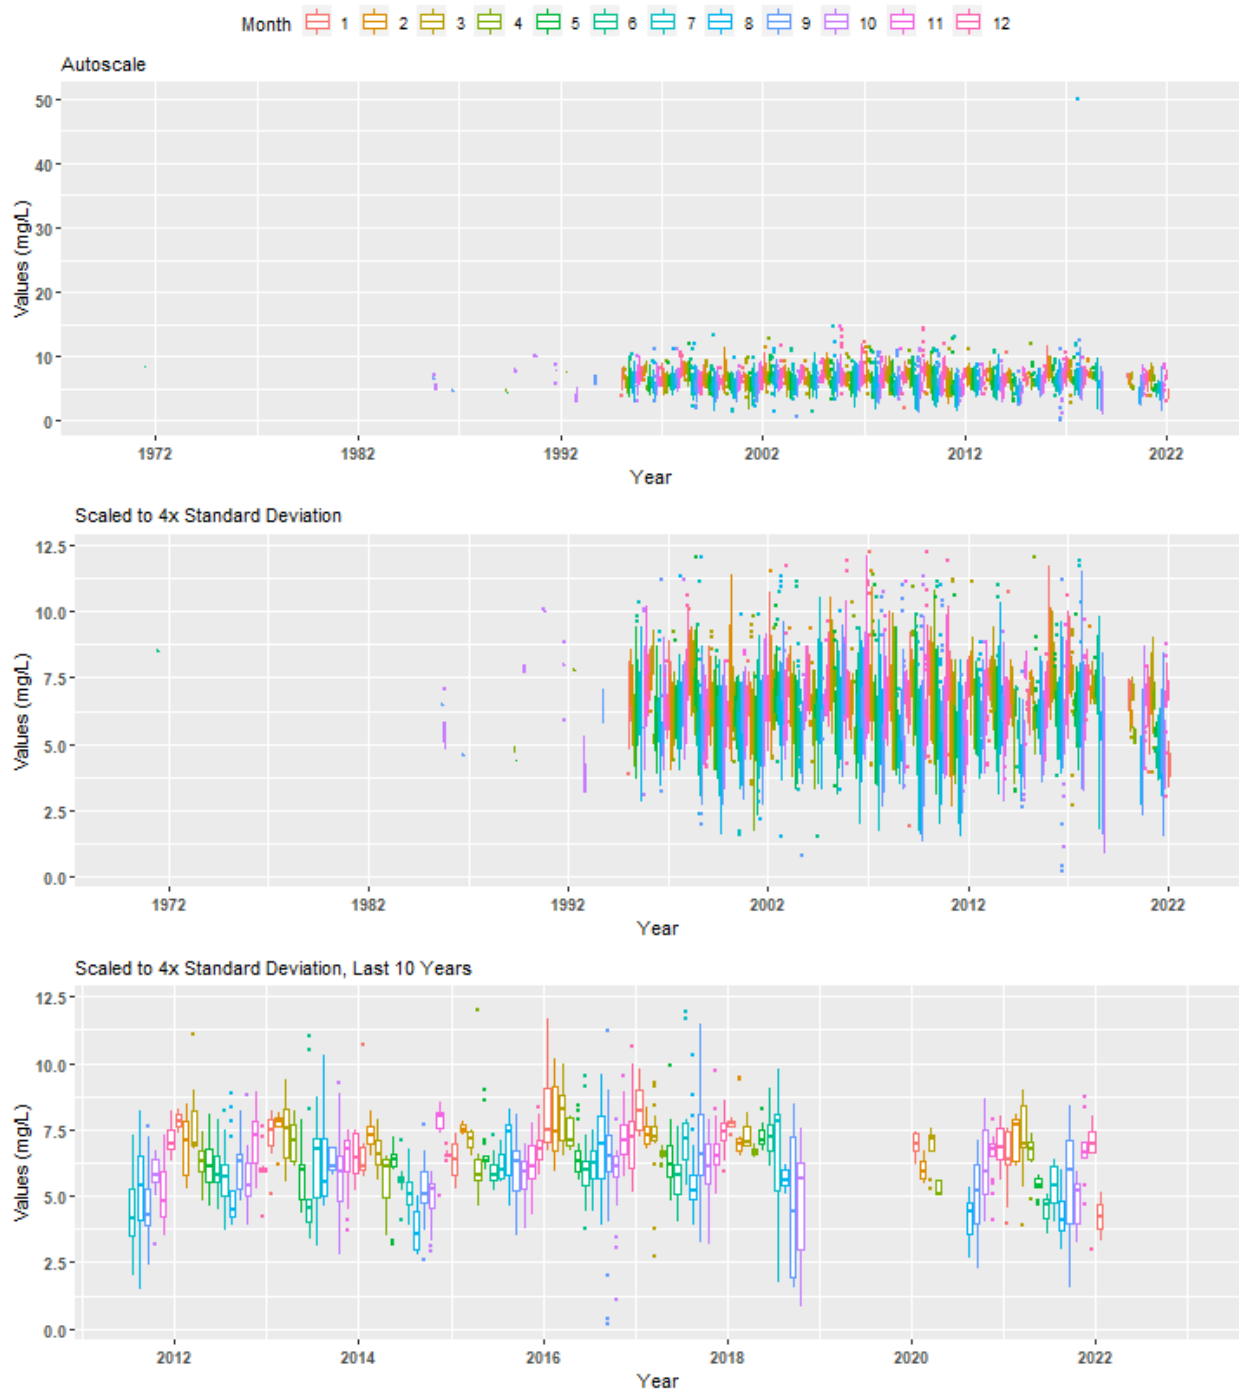 Month 1 2 3 4 5 6 7 8 9 10 11 12
Autoscale
Values (mg/L)
50
40
30
20
10
0
1972 1982 1992 2002 2012 2022
Year
Scaled to 4x Standard Deviation
Values (mg/L)
12.5
10.0
7.5
5.0
2.5
0.0
1972 1982 1992 2002 2012 2022
Year
Scaled to 4x Standard Deviation, Last 10 Years
Values (mg/L)
12.5
10.0
7.5
5.0
2.5
0.0
2012 2014 2016 2018 2020 2022
Year